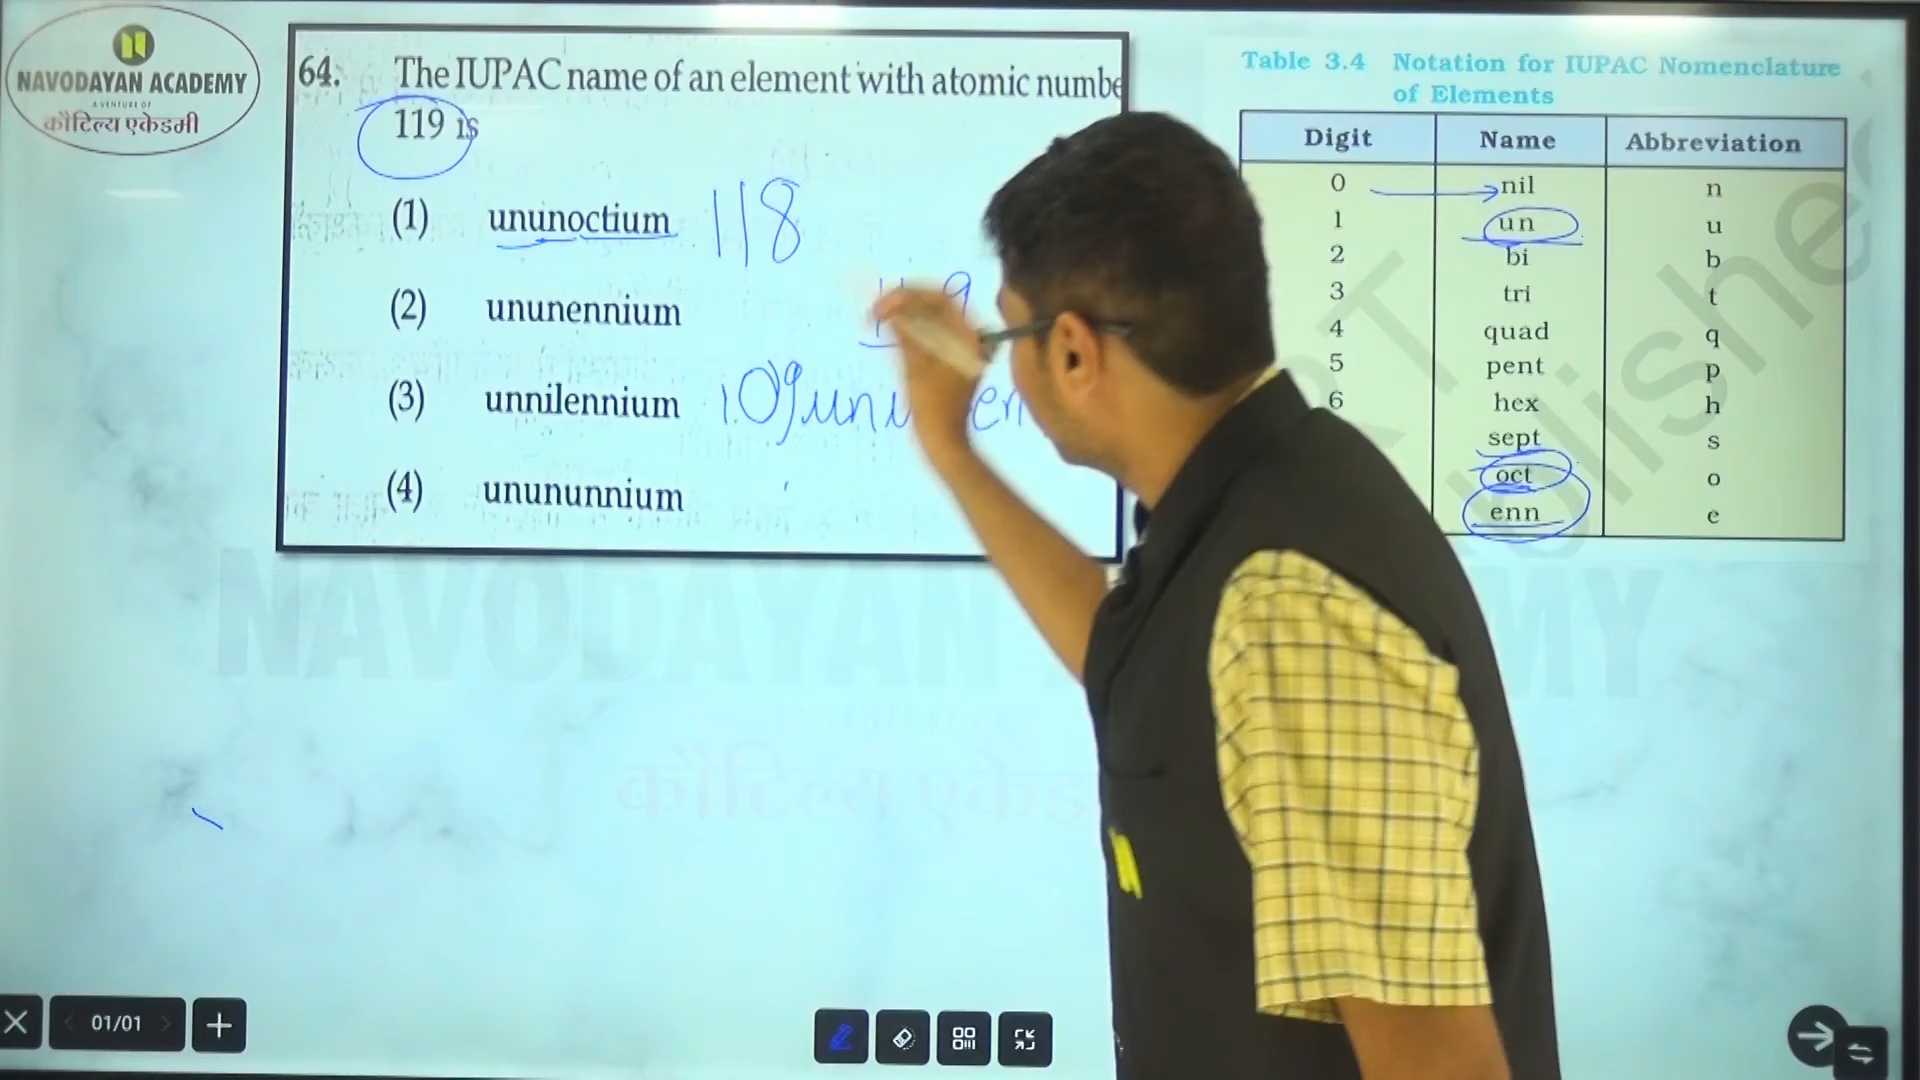 NAVODAYAN ACADEMY
A VENTURE OF
कौटिल्य एकेडमी
64. The IUPAC name of an element with atomic numbe
119 is
(1) ununoctium 118
(2) ununennium
(3) unnilennium 109
(4) unununnium
Table 3.4 Notation for IUPAC Nomenclature
of Elements
Digit Name Abbreviation
0 nil n
1 un u
2 bi b
3 tri t
4 quad q
5 pent p
6 hex h
sept s
oct o
enn e
NAVODAYAN
01/01